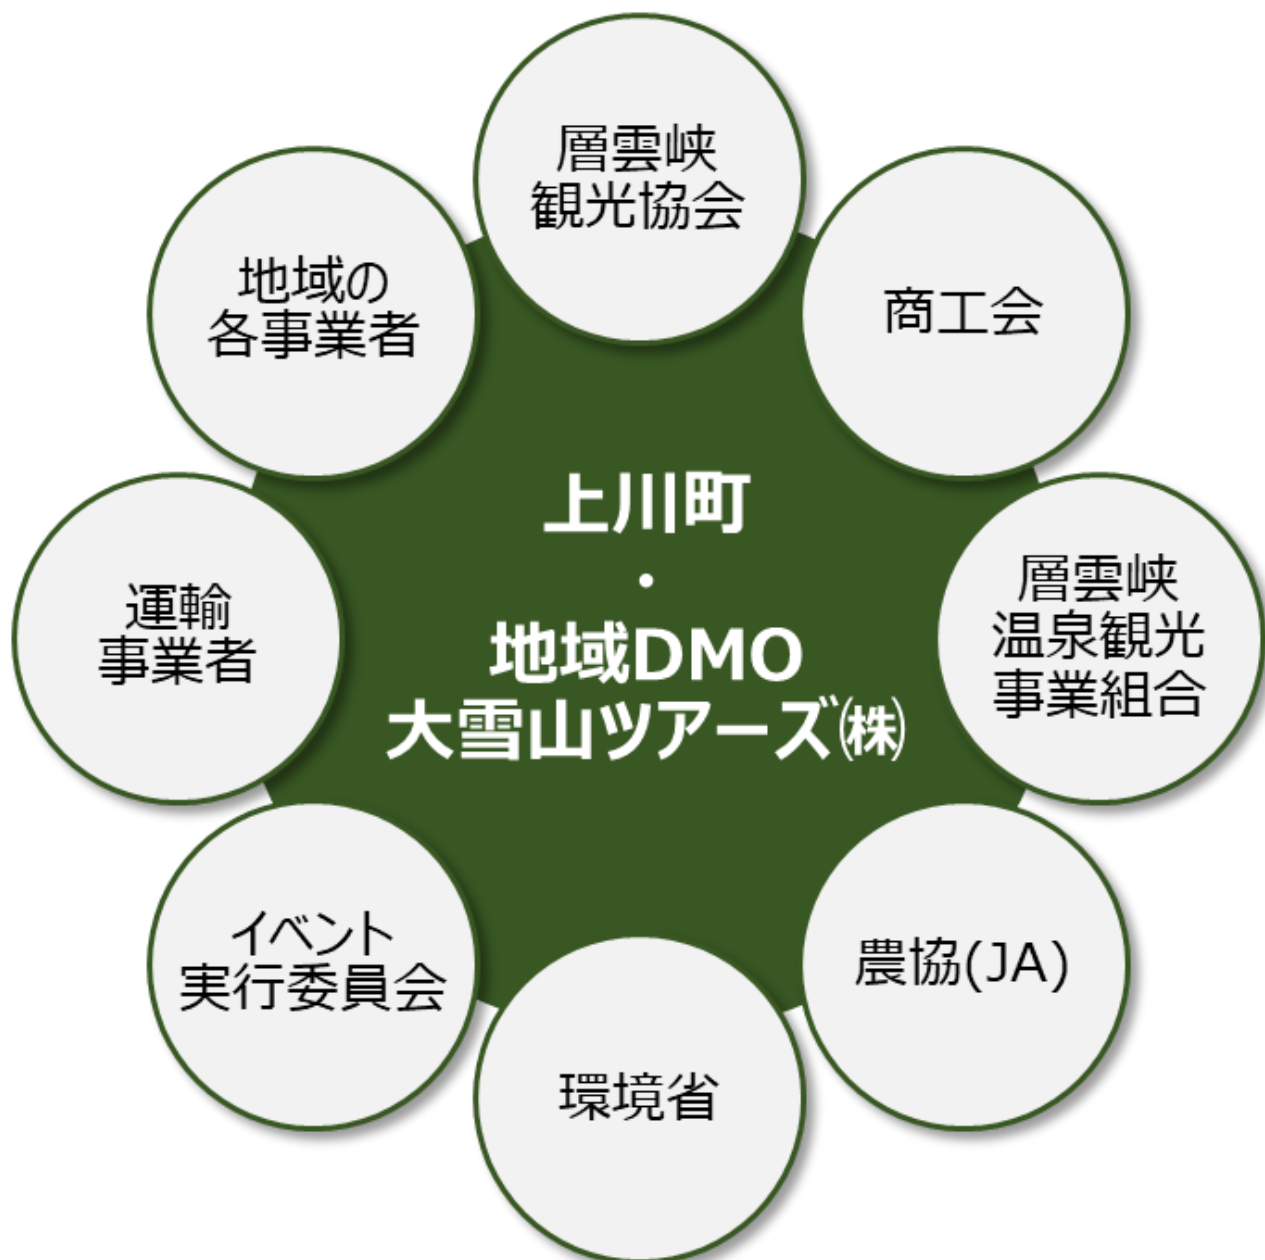 層雲峡
観光協会
商工会
層雲峡
温泉観光
事業組合
農協(JA)
環境省
イベント
実行委員会
運輸
事業者
地域の
各事業者
上川町
・
地域DMO
大雪山ツアーズ㈱